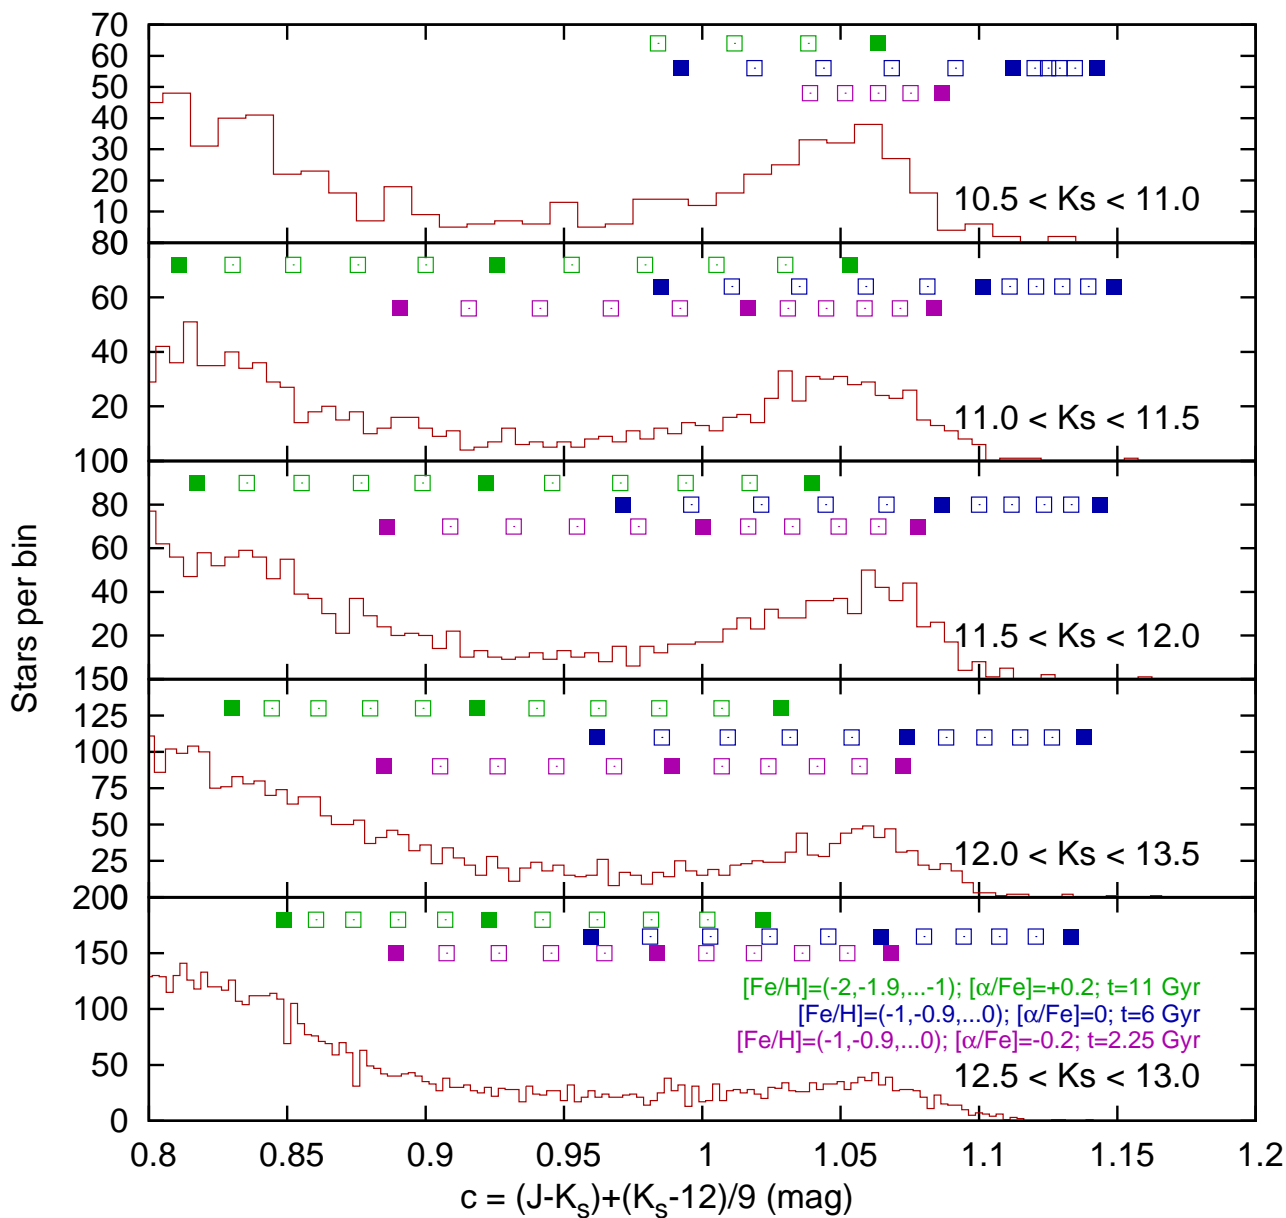 70
60
50
40
30
20
10
0
10.5 < Ks < 11.0
80
60
40
20
0
11.0 < Ks < 11.5
100
80
60
40
20
0
11.5 < Ks < 12.0
Stars per bin
150
125
100
75
50
25
0
12.0 < Ks < 13.5
200
150
100
50
0
[Fe/H]=(-2,-1.9,...-1); [α/Fe]=+0.2; t=11 Gyr
[Fe/H]=(-1,-0.9,...0); [α/Fe]=0; t=6 Gyr
[Fe/H]=(-1,-0.9,...0); [α/Fe]=-0.2; t=2.25 Gyr
12.5 < Ks < 13.0
0.8 0.85 0.9 0.95 1 1.05 1.1 1.15 1.2
c = (J-Ks)+(Ks-12)/9 (mag)